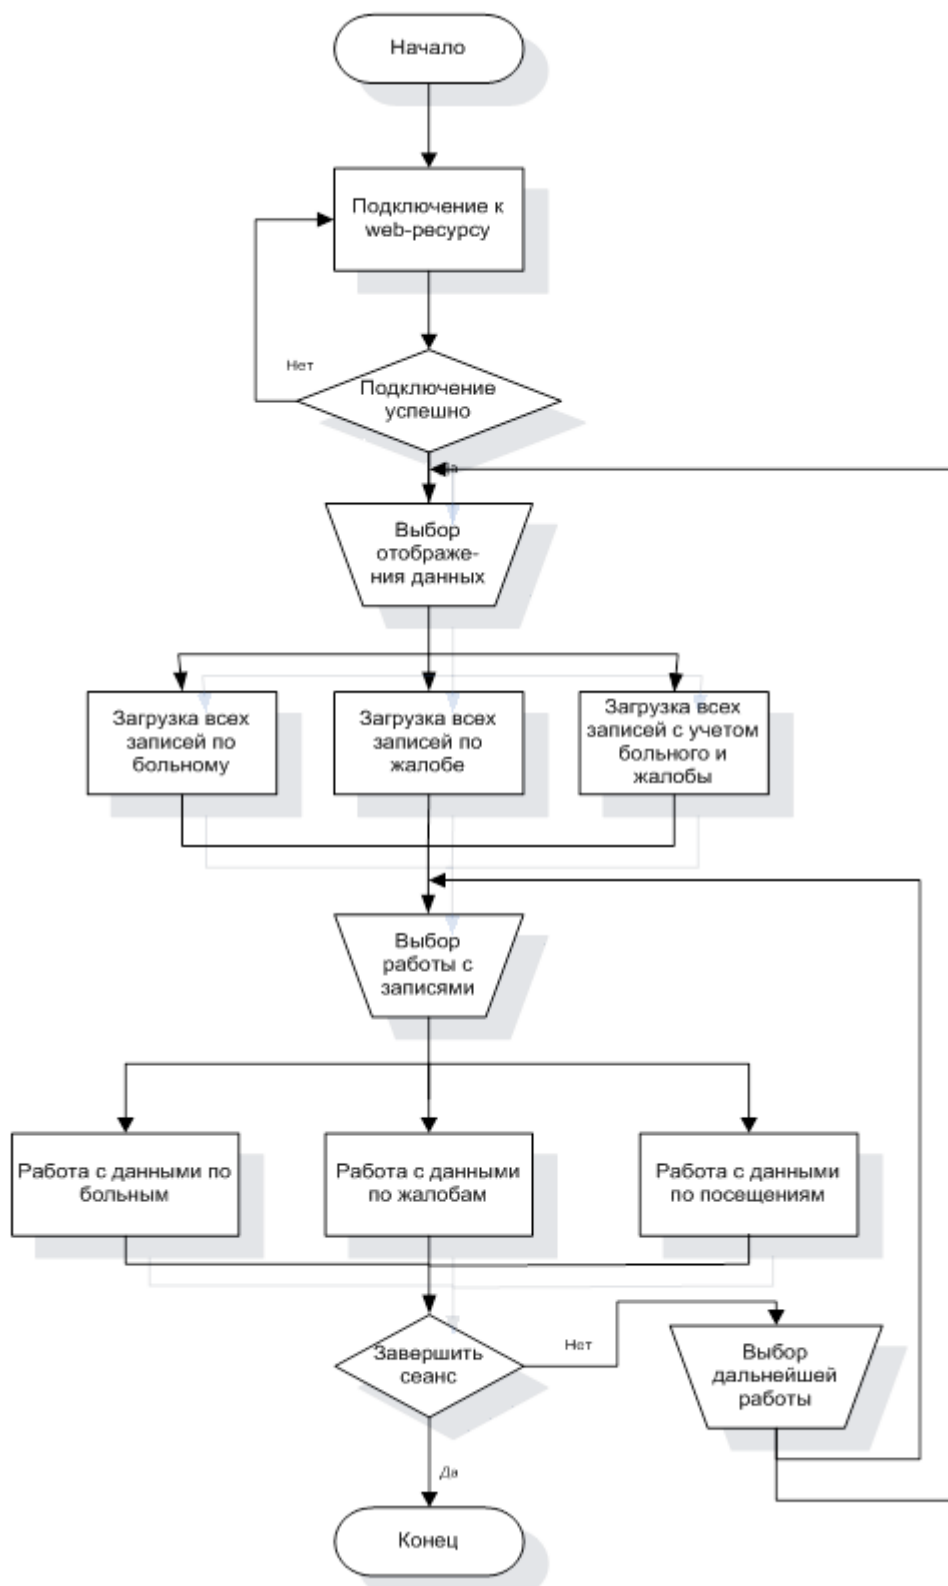 Начало
Подключение к
web-ресурсу
Нет
Подключение
успешно
Да
Выбор
отображе-
ния данных
Загрузка всех
записей по
больному
Загрузка всех
записей по
жалобе
Загрузка всех
записей с учетом
больного и
жалобы
Выбор
работы с
записями
Работа с данными по
больным
Работа с данными
по жалобам
Работа с данными
по посещениям
Завершить
сеанс
Нет
Выбор
дальнейшей
работы
Да
Конец